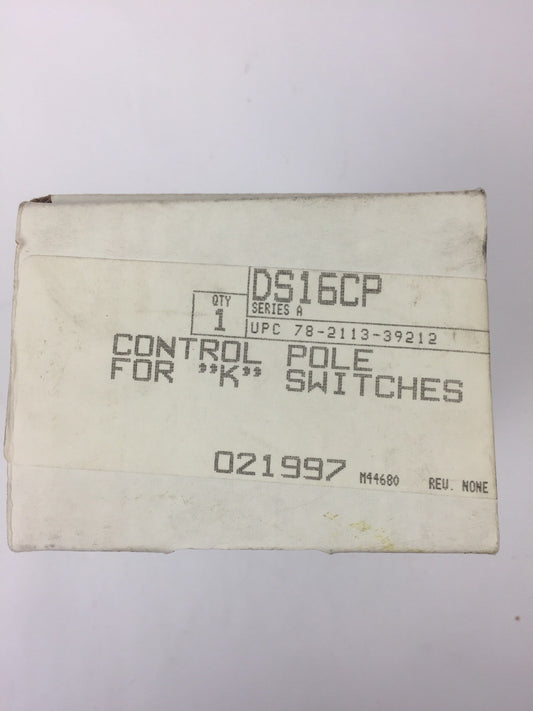 DS16CP
SERIES A
QTY
1
UPC 78-2113-39212
CONTROL POLE
FOR "K" SWITCHES
021997 M44680 REV. NONE